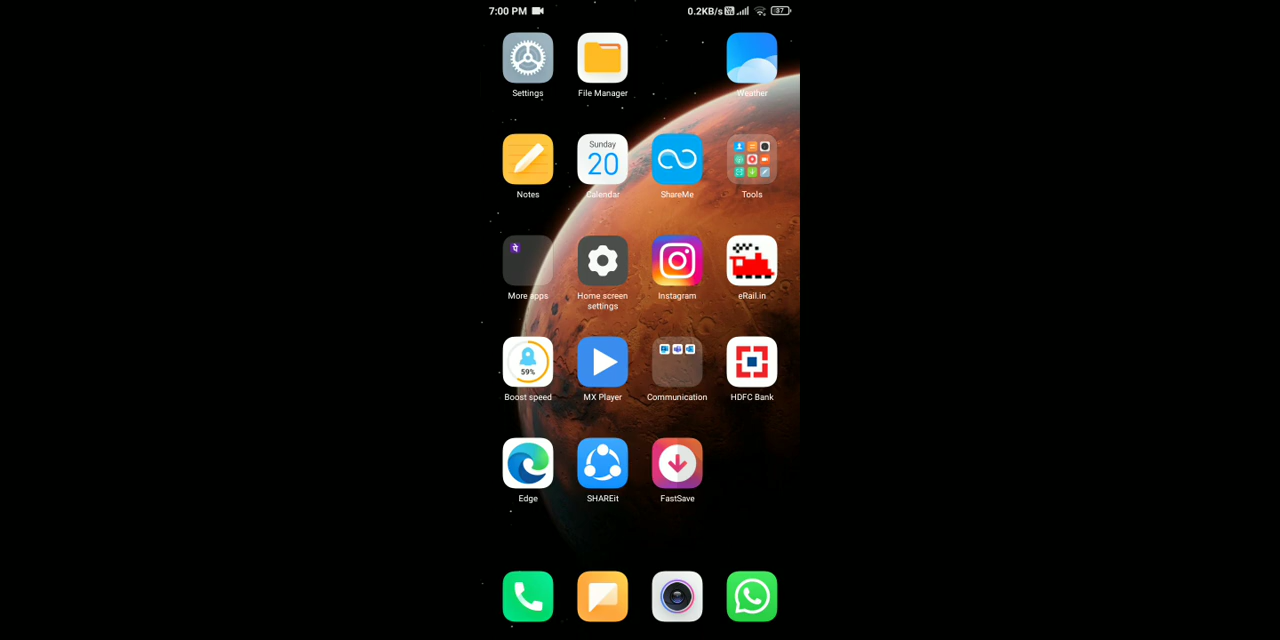 7:00 PM
0.2KB/s
37
Settings
File Manager
Weather
Sunday
20
Notes
Calendar
ShareMe
Tools
पे
More apps
Home screen
settings
Instagram
eRail.in
59%
Boost speed
MX Player
Communication
HDFC Bank
Edge
SHAREit
FastSave